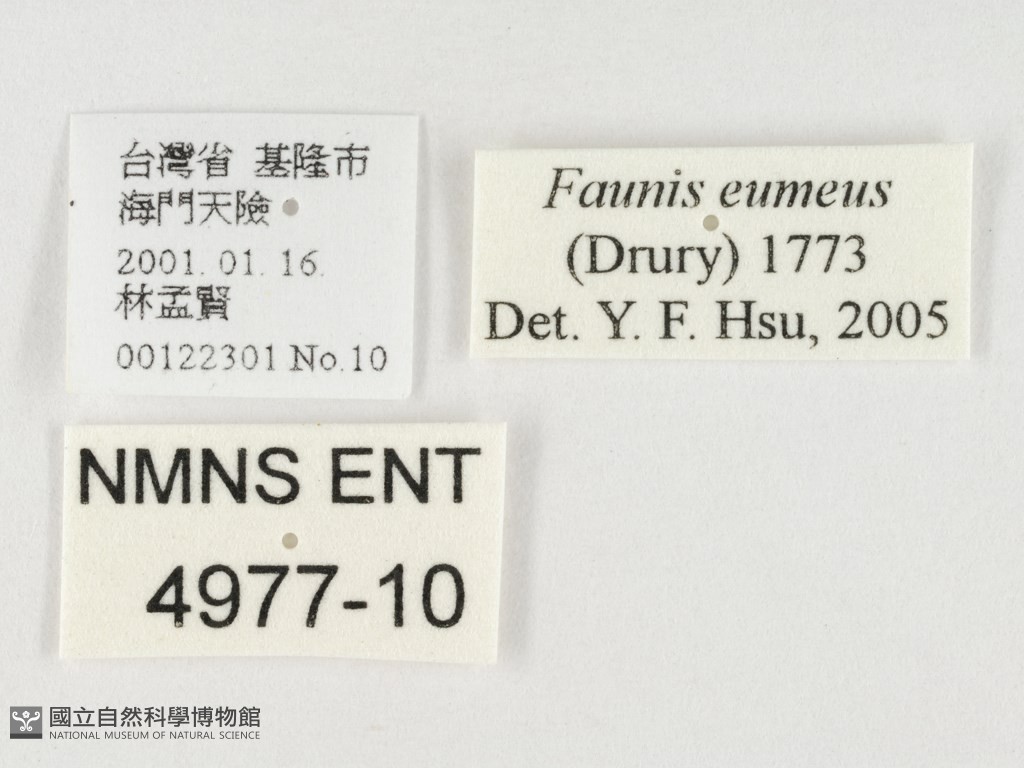 台灣省 基隆市
海門天險
2001. 01. 16.
林孟賢
00122301 No.10
Faunis eumeus
(Drury) 1773
Det. Y. F. Hsu, 2005
NMNS ENT
4977-10
國立自然科學博物館
NATIONAL MUSEUM OF NATURAL SCIENCE